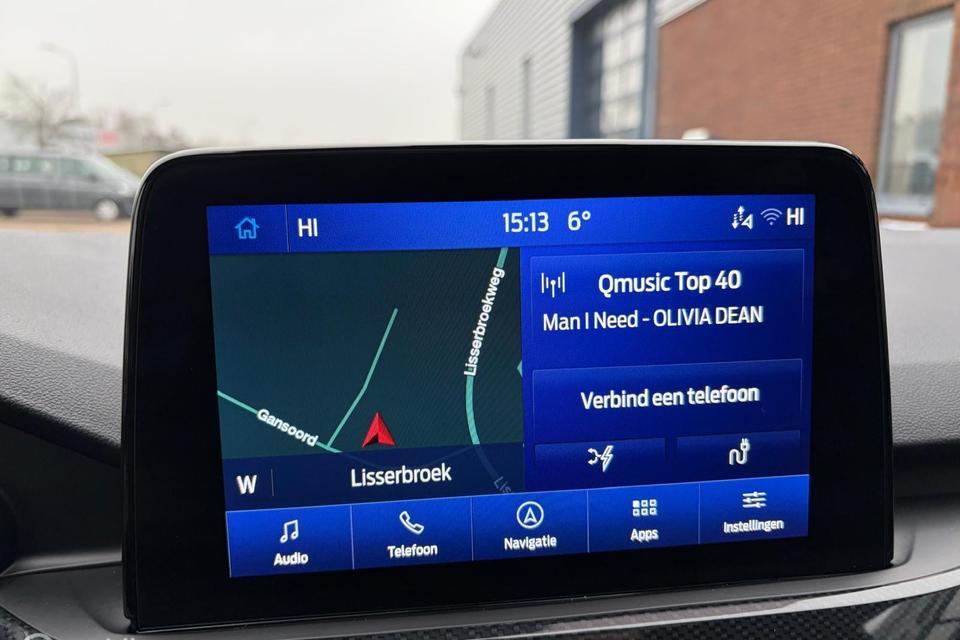 HI
15:13 6°
HI
Qmusic Top 40
Man I Need - OLIVIA DEAN
Lisserbroekweg
Gansoord
Verbind een telefoon
W
Lisserbroek
Lis
Audio
Telefoon
Navigatie
Apps
Instellingen